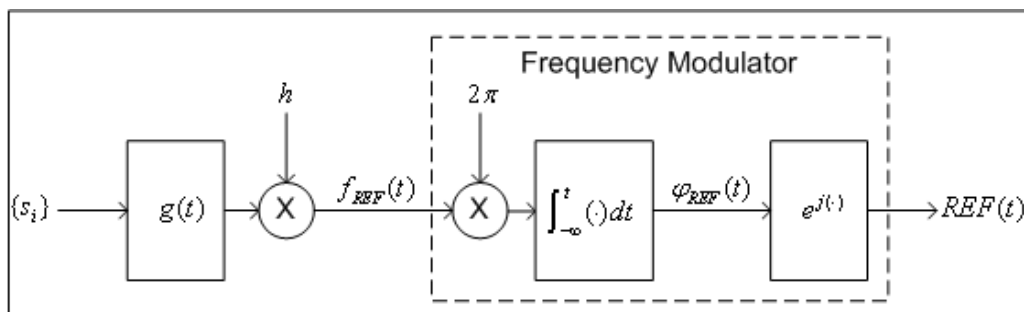 Frequency Modulator
h
2π
{s_i}
g(t)
X
f_REF(t)
X
∫_{-∞}^{t}(·)dt
φ_REF(t)
e^{j(·)}
REF(t)